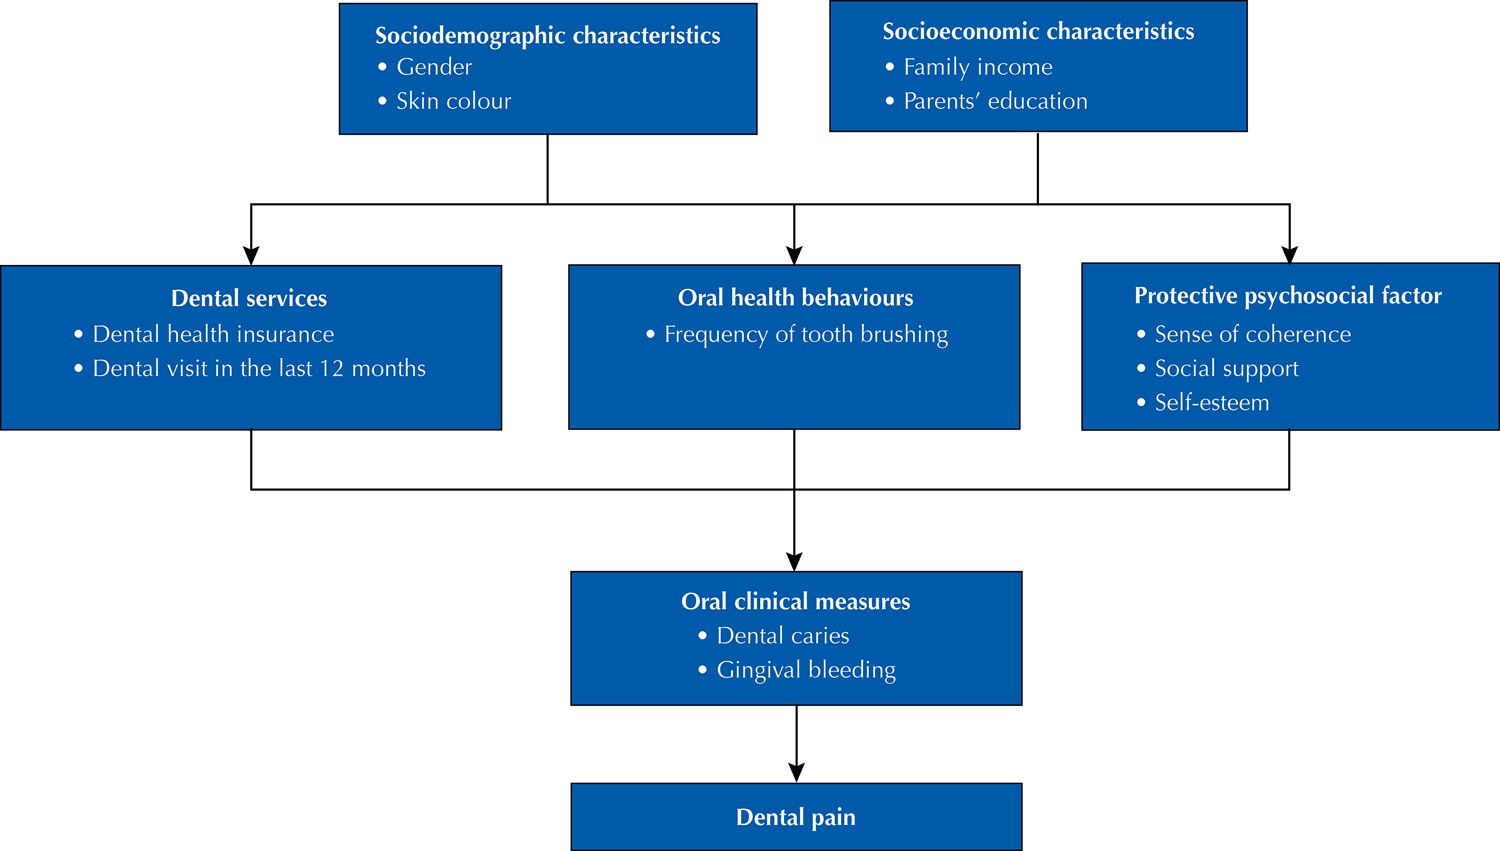 Sociodemographic characteristics
• Gender
• Skin colour
Socioeconomic characteristics
• Family income
• Parents’ education
Dental services
• Dental health insurance
• Dental visit in the last 12 months
Oral health behaviours
• Frequency of tooth brushing
Protective psychosocial factor
• Sense of coherence
• Social support
• Self-esteem
Oral clinical measures
• Dental caries
• Gingival bleeding
Dental pain